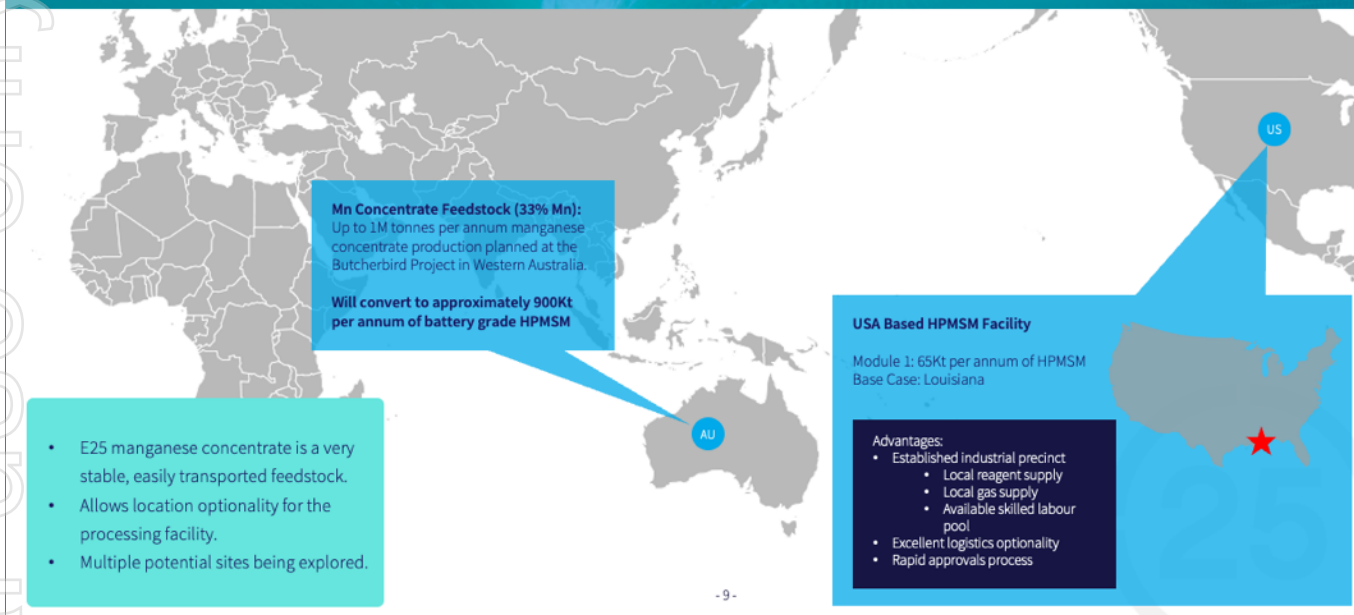 Mn Concentrate Feedstock (33% Mn):
Up to 1M tonnes per annum manganese
concentrate production planned at the
Butcherbird Project in Western Australia.
Will convert to approximately 900Kt
per annum of battery grade HPMSM
AU
US
USA Based HPMSM Facility
Module 1: 65Kt per annum of HPMSM
Base Case: Louisiana
Advantages:
• Established industrial precinct
• Local reagent supply
• Local gas supply
• Available skilled labour
pool
• Excellent logistics optionality
• Rapid approvals process
25
• E25 manganese concentrate is a very
stable, easily transported feedstock.
• Allows location optionality for the
processing facility.
• Multiple potential sites being explored.
- 9 -